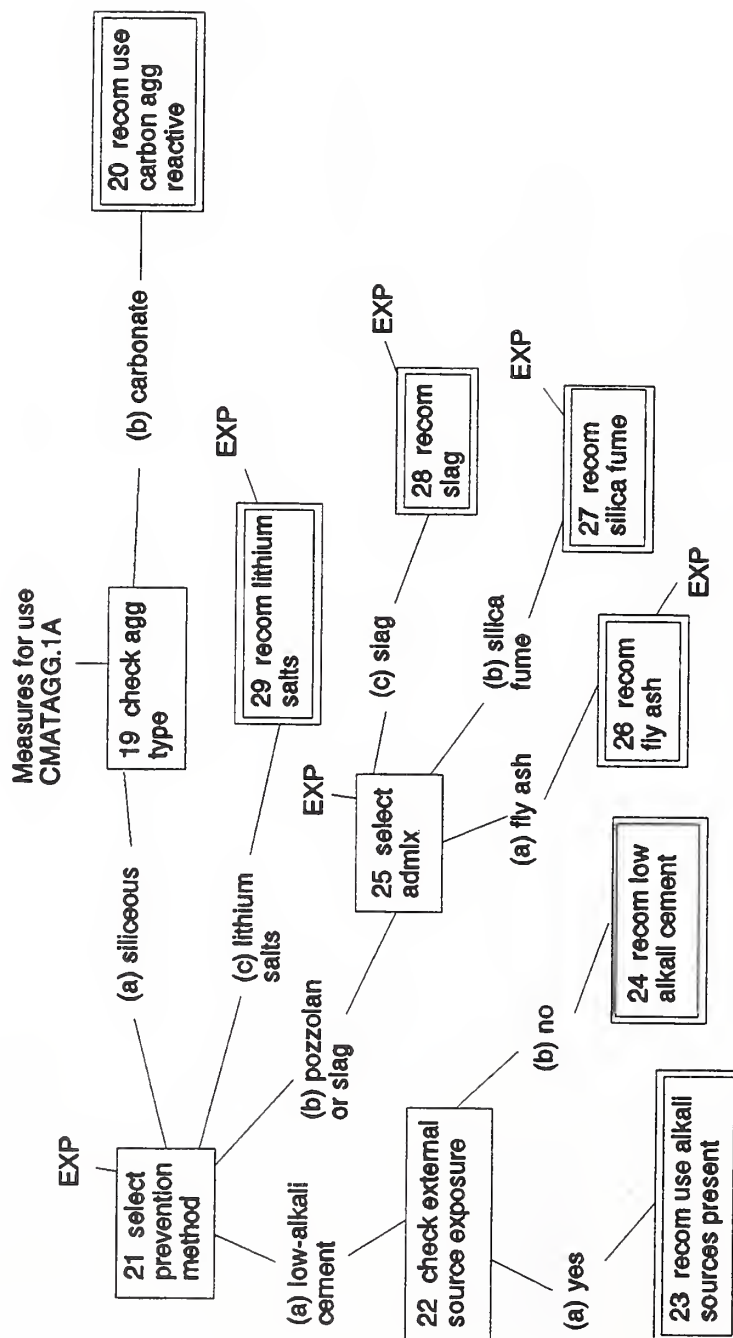 Measures for use
CMATAGG.1A
19 check agg
type
(a) siliceous
(b) carbonate
20 recom use
carbon agg
reactive
EXP
21 select
prevention
method
(c) lithium
salts
EXP
29 recom lithium
salts
(b) pozzolan
or slag
EXP
25 select
admix
(c) slag
EXP
28 recom
slag
(b) silica
fume
EXP
27 recom
silica fume
(a) fly ash
EXP
26 recom
fly ash
(a) low-alkali
cement
22 check external
source exposure
(b) no
24 recom low
alkali cement
(a) yes
23 recom use alkali
sources present